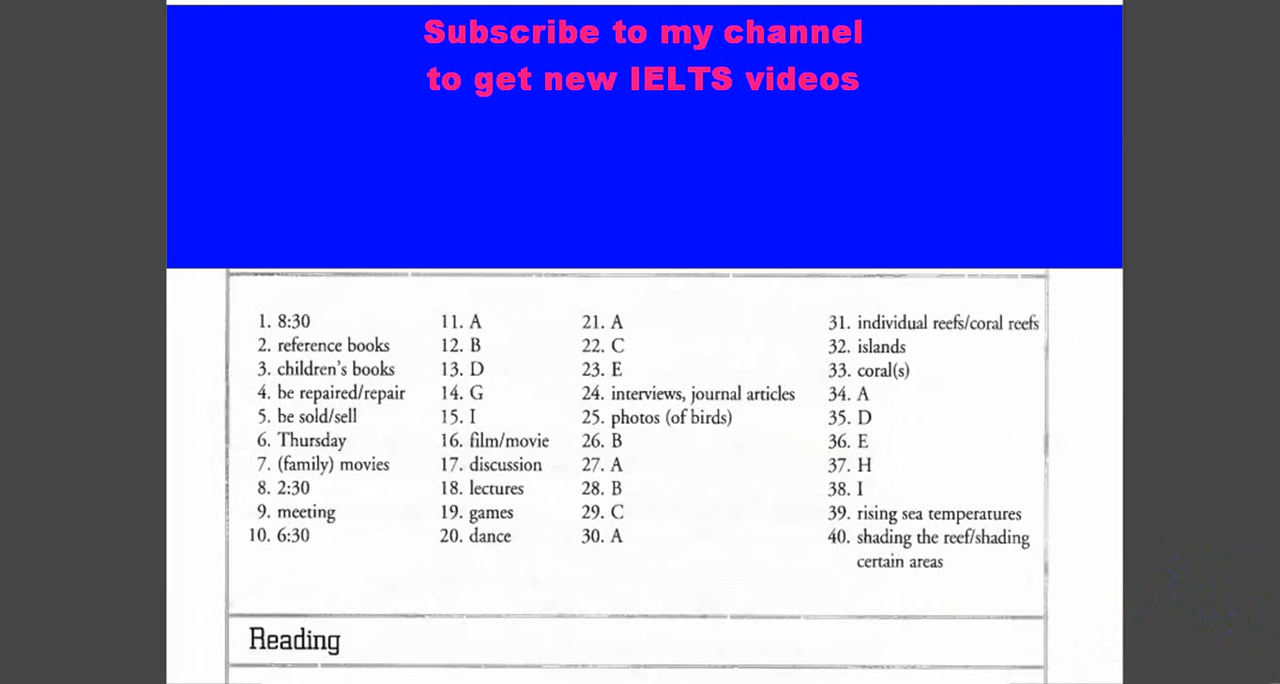 Subscribe to my channel
to get new IELTS videos
1. 8:30
2. reference books
3. children's books
4. be repaired/repair
5. be sold/sell
6. Thursday
7. (family) movies
8. 2:30
9. meeting
10. 6:30
11. A
12. B
13. D
14. G
15. I
16. film/movie
17. discussion
18. lectures
19. games
20. dance
21. A
22. C
23. E
24. interviews, journal articles
25. photos (of birds)
26. B
27. A
28. B
29. C
30. A
31. individual reefs/coral reefs
32. islands
33. coral(s)
34. A
35. D
36. E
37. H
38. I
39. rising sea temperatures
40. shading the reef/shading
certain areas
Reading